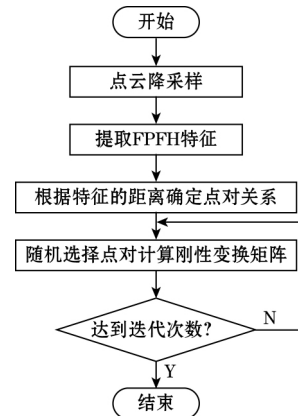 开始
点云降采样
提取FPFH特征
根据特征的距离确定点对关系
随机选择点对计算刚性变换矩阵
达到迭代次数?
N
Y
结束